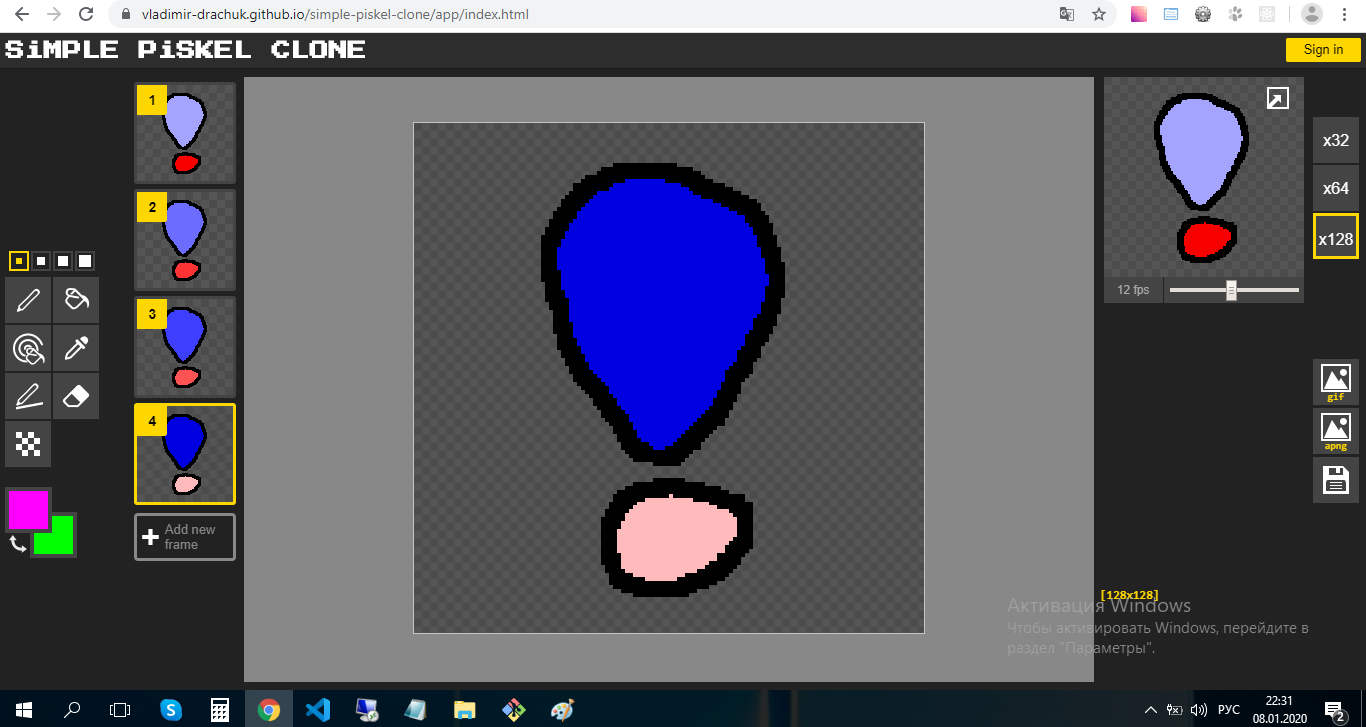 vladimir-drachuk.github.io/simple-piskel-clone/app/index.html
SiMPLE PiSKEL CLONE
Sign in
1
2
3
4
Add new
frame
12 fps
x32
x64
x128
gif
apng
[128x128]
Активация Windows
Чтобы активировать Windows, перейдите в
раздел "Параметры".
РУС
22:31
08.01.2020
2